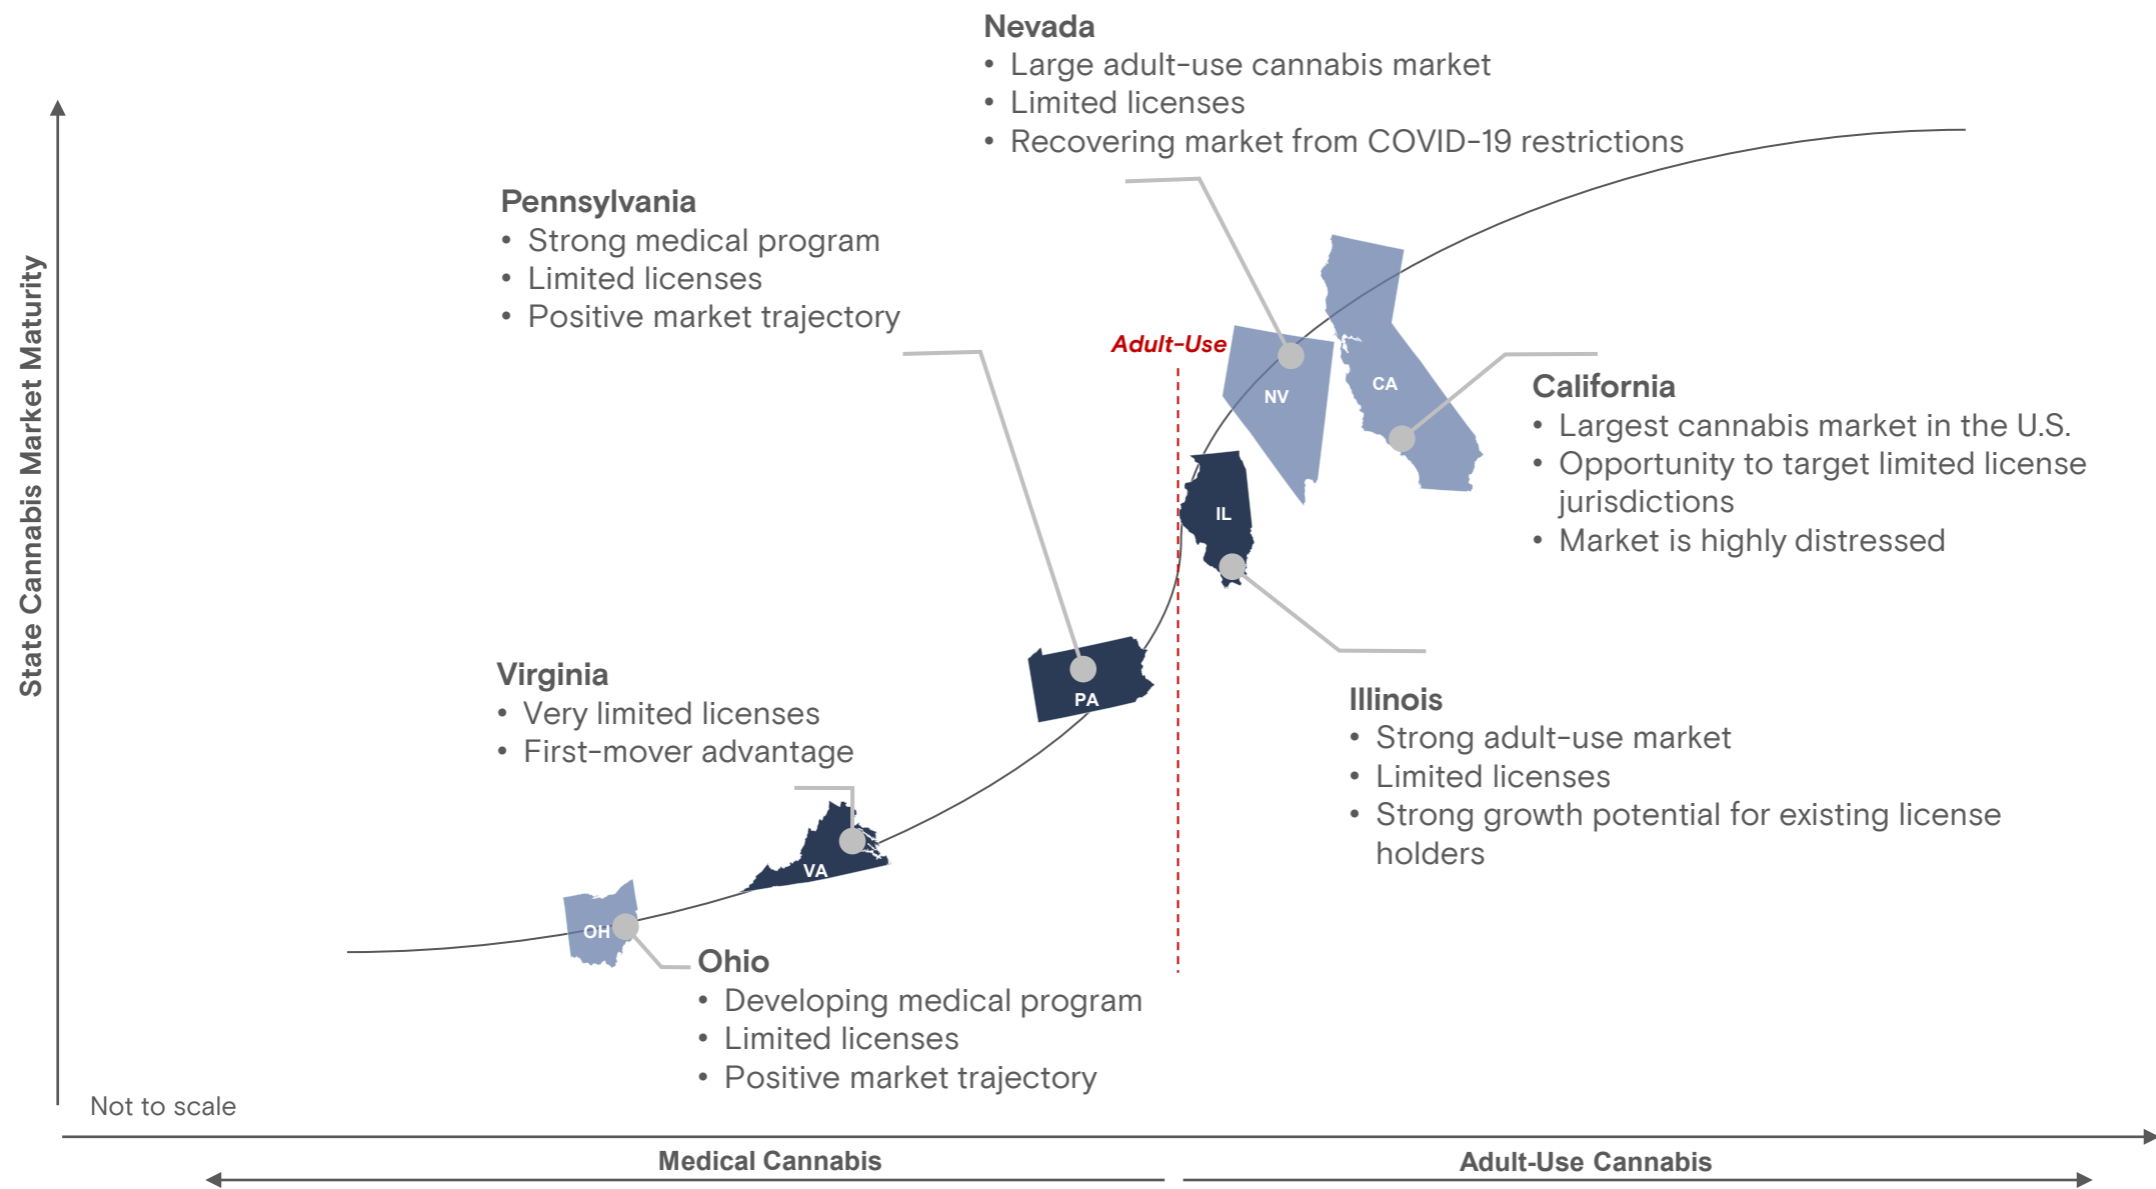 Nevada
• Large adult-use cannabis market
• Limited licenses
• Recovering market from COVID-19 restrictions
Pennsylvania
• Strong medical program
• Limited licenses
• Positive market trajectory
State Cannabis Market Maturity
Adult-Use
NV
CA
California
• Largest cannabis market in the U.S.
• Opportunity to target limited license
jurisdictions
• Market is highly distressed
IL
Virginia
• Very limited licenses
• First-mover advantage
PA
Illinois
• Strong adult-use market
• Limited licenses
• Strong growth potential for existing license
holders
VA
OH
Ohio
• Developing medical program
• Limited licenses
• Positive market trajectory
Not to scale
Medical Cannabis
Adult-Use Cannabis